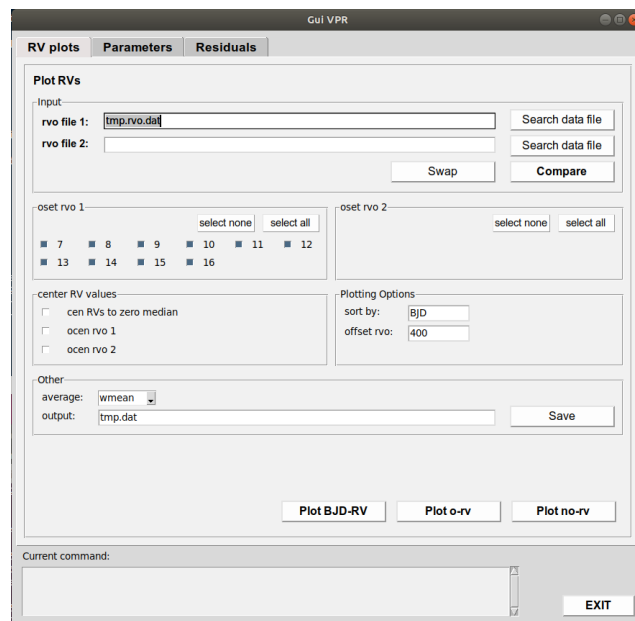 Gui VPR
RV plots Parameters Residuals
Plot RVs
Input
rvo file 1: tmp.rvo.dat Search data file
rvo file 2: Search data file
Swap Compare
oset rvo 1 oset rvo 2
select none select all select none select all
7 8 9 10 11 12
13 14 15 16
center RV values Plotting Options
cen RVs to zero median sort by: BJD
ocen rvo 1 offset rvo: 400
ocen rvo 2
Other
average: wmean
output: tmp.dat Save
Plot BJD-RV Plot o-rv Plot no-rv
Current command:
EXIT